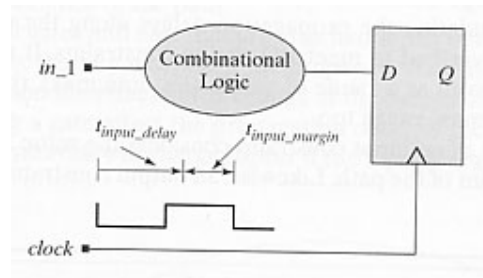 in_1
Combinational
Logic
D
Q
t_input_delay
t_input_margin
clock